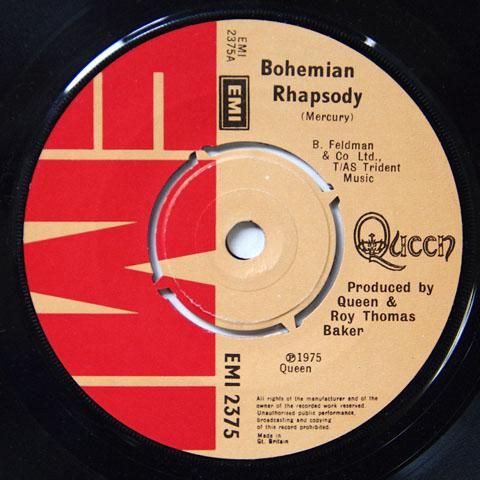 EMI
EMI
2375A
EMI
Bohemian
Rhapsody
(Mercury)
B. Feldman
& Co Ltd.,
T/AS Trident
Music
Queen
Produced by
Queen &
Roy Thomas
Baker
℗1975
Queen
EMI 2375
All rights of the manufacturer and of the
owner of the recorded work reserved.
Unauthorised public performance,
broadcasting and copying
of this record prohibited.
Made in
Gt. Britain